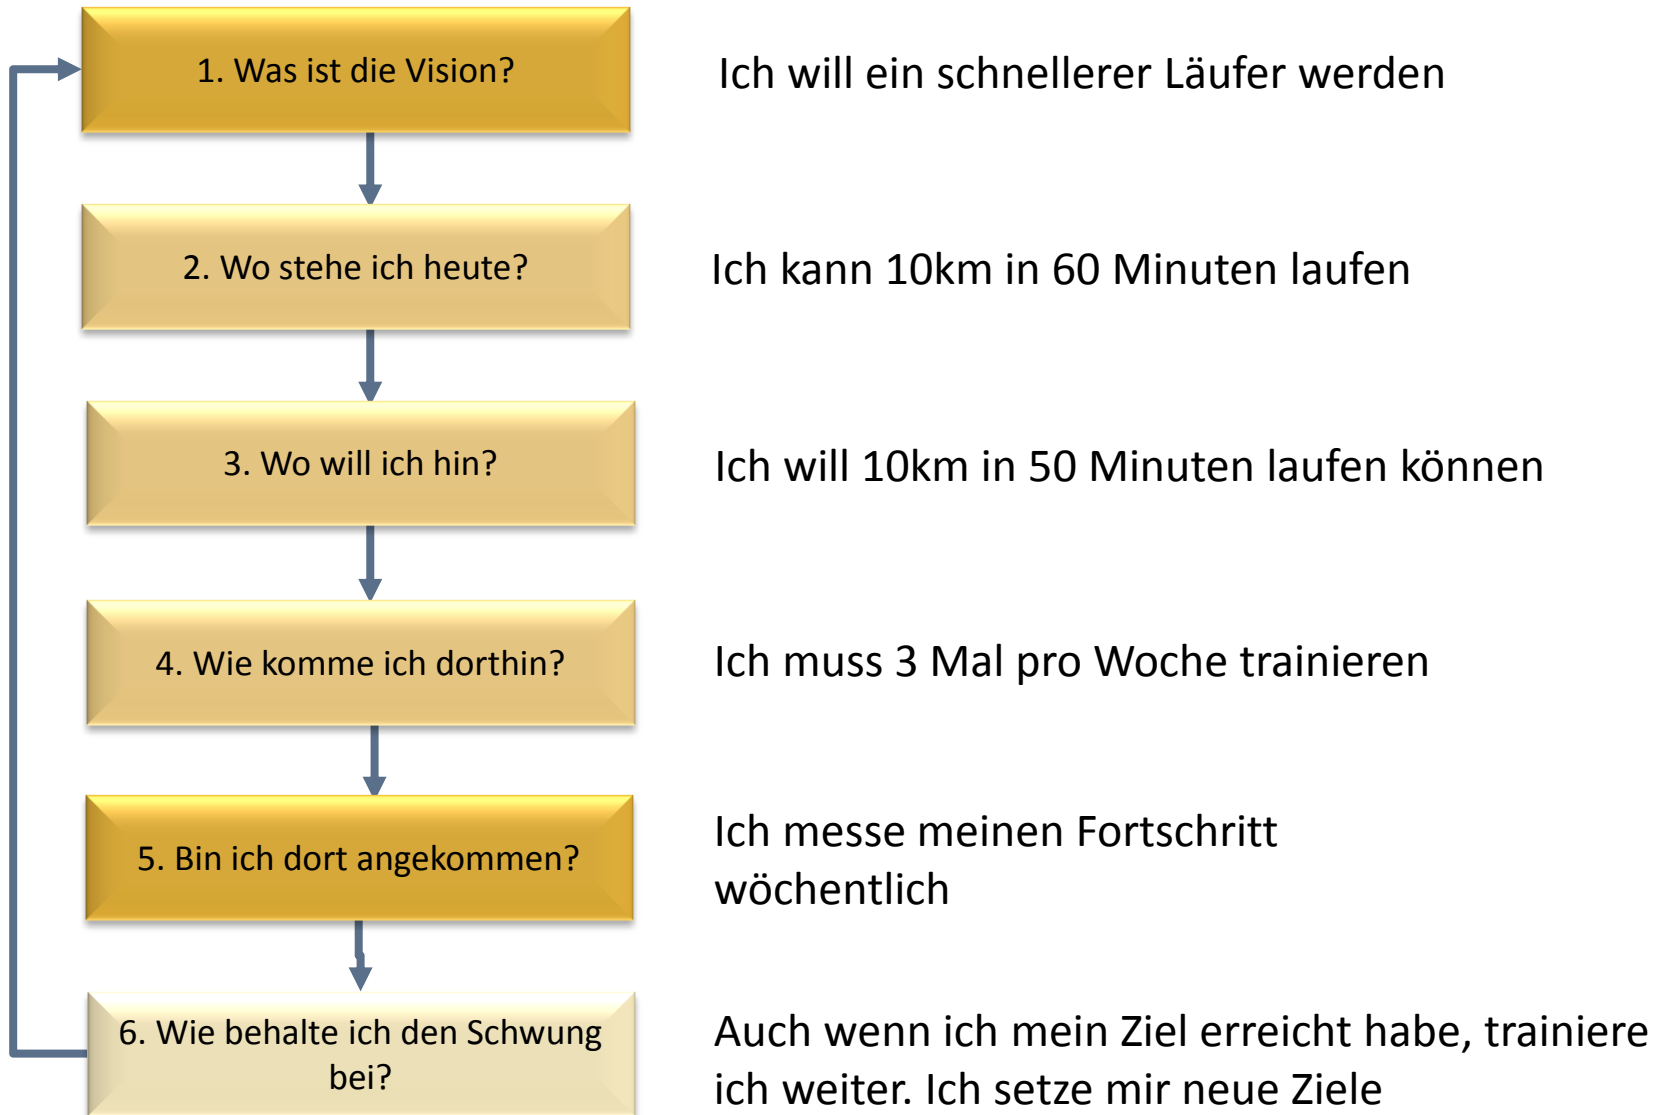 1. Was ist die Vision?
Ich will ein schnellerer Läufer werden
2. Wo stehe ich heute?
Ich kann 10km in 60 Minuten laufen
3. Wo will ich hin?
Ich will 10km in 50 Minuten laufen können
4. Wie komme ich dorthin?
Ich muss 3 Mal pro Woche trainieren
5. Bin ich dort angekommen?
Ich messe meinen Fortschritt
wöchentlich
6. Wie behalte ich den Schwung
bei?
Auch wenn ich mein Ziel erreicht habe, trainiere
ich weiter. Ich setze mir neue Ziele